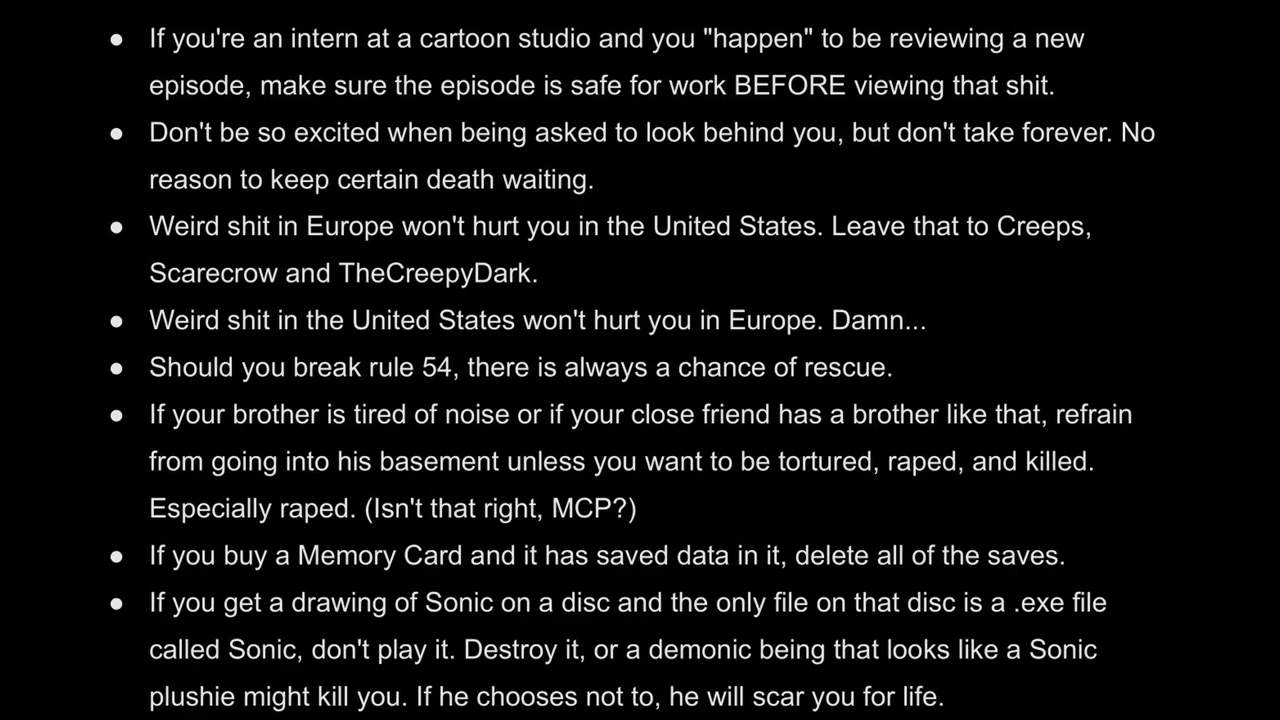 ● If you're an intern at a cartoon studio and you "happen" to be reviewing a new
episode, make sure the episode is safe for work BEFORE viewing that shit.
● Don't be so excited when being asked to look behind you, but don't take forever. No
reason to keep certain death waiting.
● Weird shit in Europe won't hurt you in the United States. Leave that to Creeps,
Scarecrow and TheCreepyDark.
● Weird shit in the United States won't hurt you in Europe. Damn...
● Should you break rule 54, there is always a chance of rescue.
● If your brother is tired of noise or if your close friend has a brother like that, refrain
from going into his basement unless you want to be tortured, raped, and killed.
Especially raped. (Isn't that right, MCP?)
● If you buy a Memory Card and it has saved data in it, delete all of the saves.
● If you get a drawing of Sonic on a disc and the only file on that disc is a .exe file
called Sonic, don't play it. Destroy it, or a demonic being that looks like a Sonic
plushie might kill you. If he chooses not to, he will scar you for life.